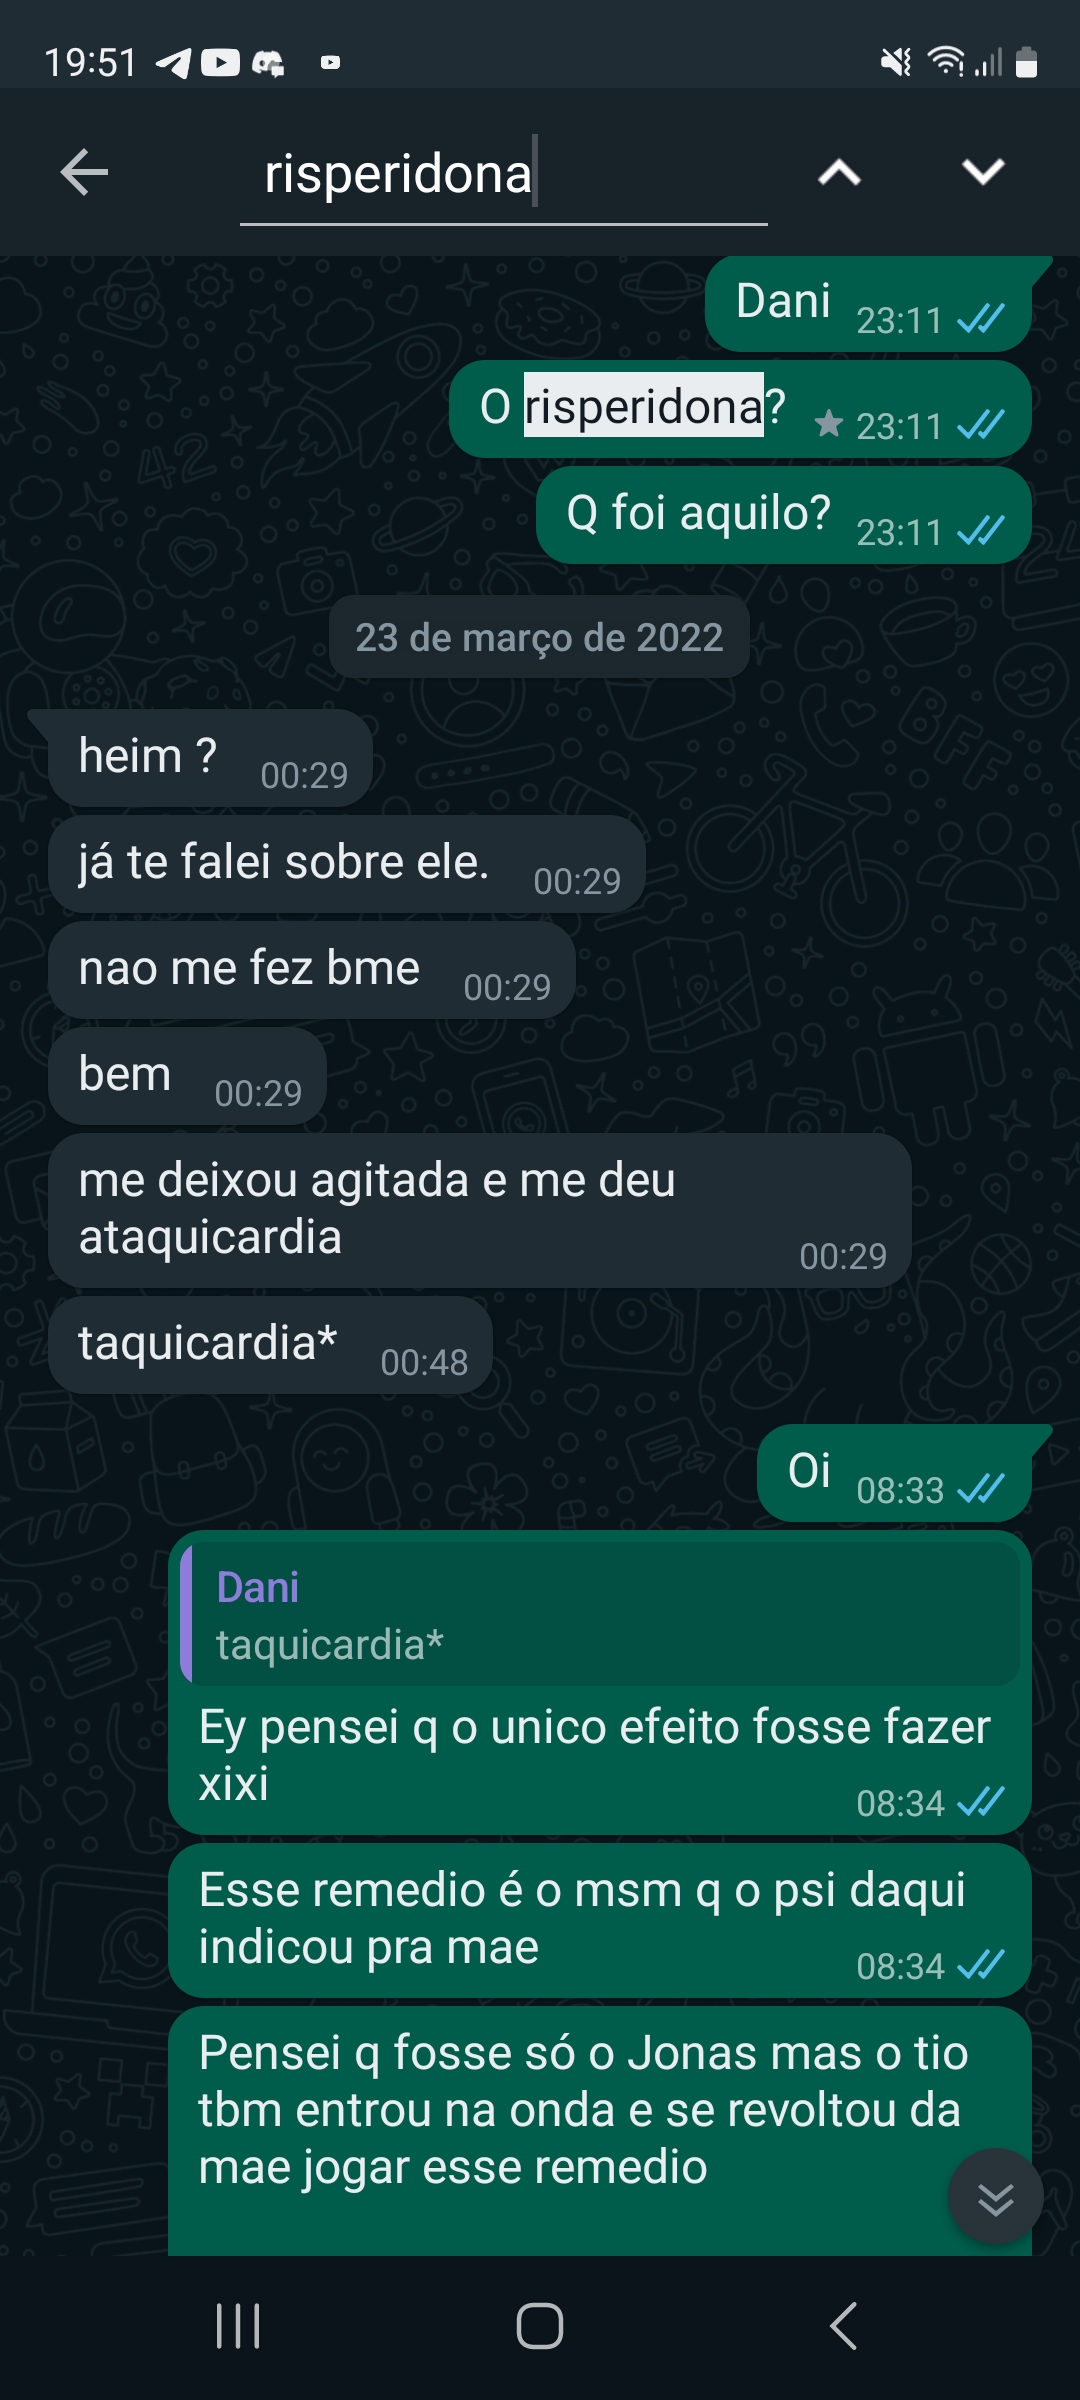 19:51
risperidona
Dani 23:11
O risperidona? 23:11
Q foi aquilo? 23:11
23 de março de 2022
heim ? 00:29
já te falei sobre ele. 00:29
nao me fez bme 00:29
bem 00:29
me deixou agitada e me deu
ataquicardia
00:29
taquicardia* 00:48
Oi 08:33
Dani
taquicardia*
Ey pensei q o unico efeito fosse fazer
xixi
08:34
Esse remedio é o msm q o psi daqui
indicou pra mae
08:34
Pensei q fosse só o Jonas mas o tio
tbm entrou na onda e se revoltou da
mae jogar esse remedio